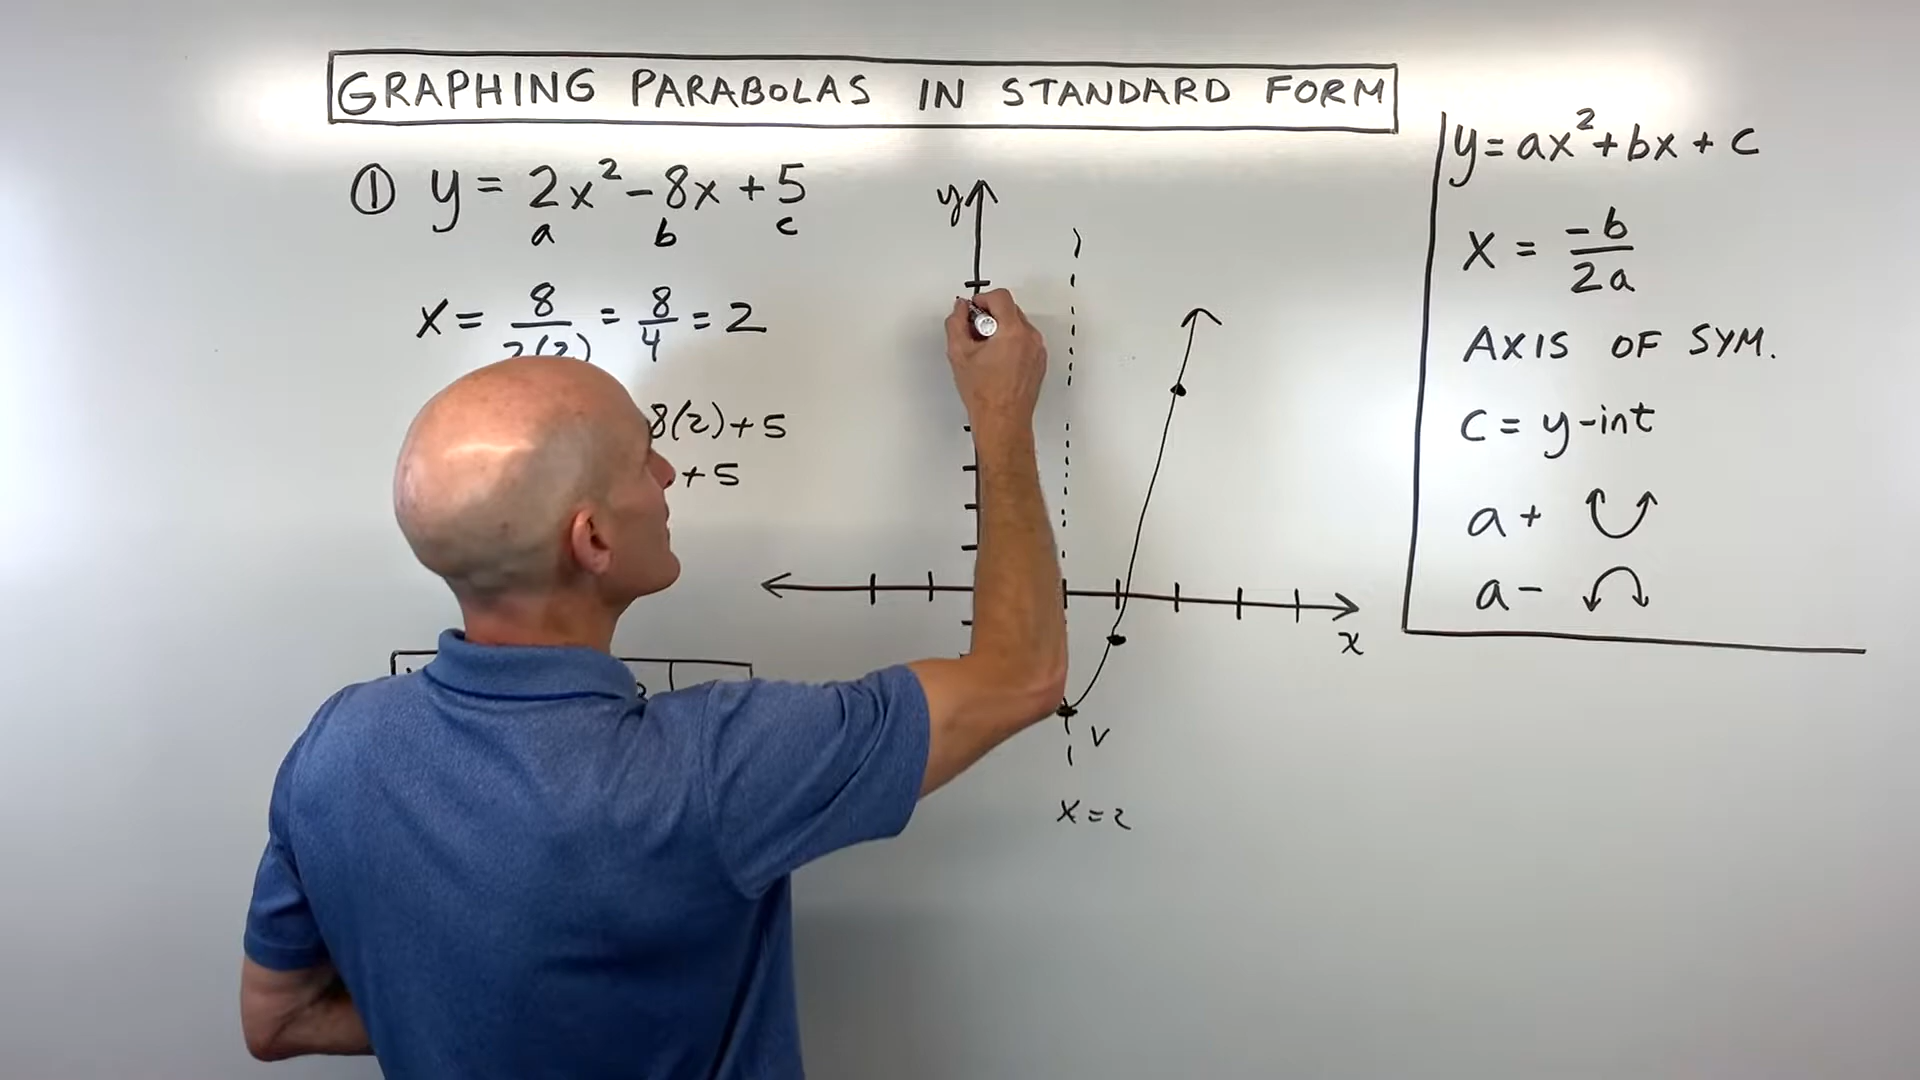 GRAPHING PARABOLAS IN STANDARD FORM
① y = 2x² - 8x + 5
a b c
x = 8/2(2) = 8/4 = 2
8(2) + 5
+ 5
y
x
V
x = 2
y = ax² + bx + c
x = -b/2a
AXIS OF SYM.
c = y-int
a +
a -